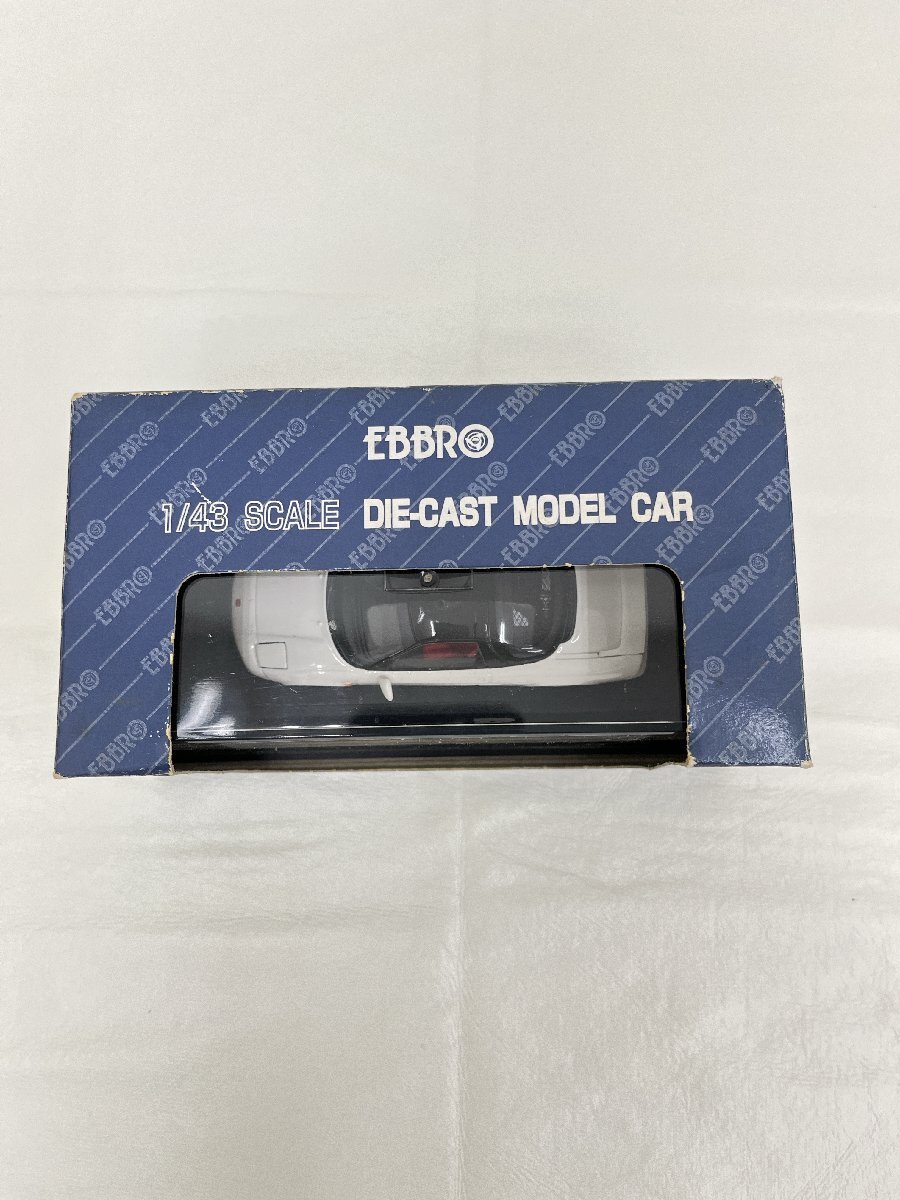 EBBRO
1/43 SCALE DIE-CAST MODEL CAR